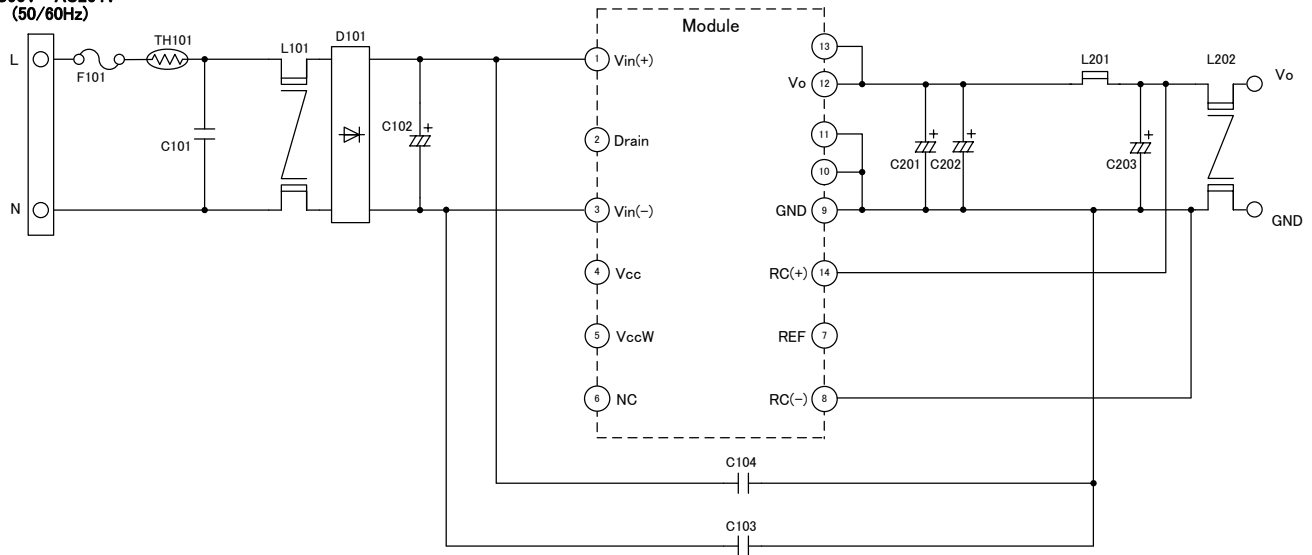 (50/60Hz)
L
F101
TH101
C101
L101
D101
C102
N
Module
1 Vin(+)
2 Drain
3 Vin(-)
4 Vcc
5 VccW
6 NC
13
Vo 12
11
10
GND 9
RC(+) 14
REF 7
RC(-) 8
C201
C202
L201
C203
L202
Vo
GND
C104
C103